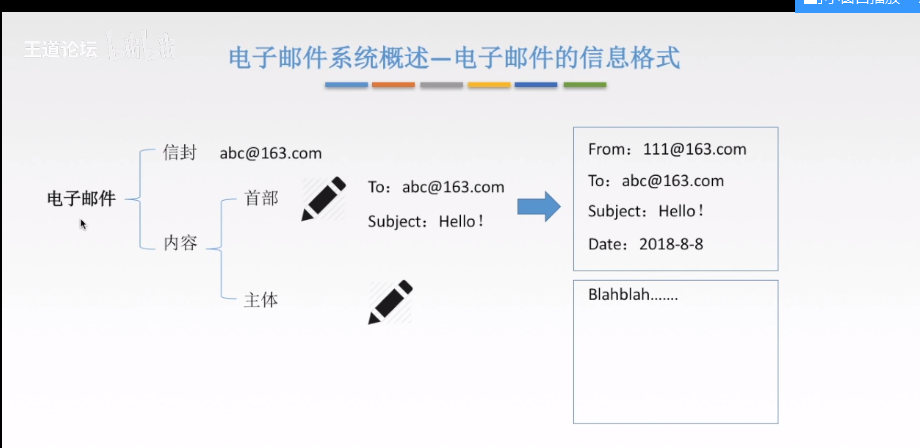 王道论坛
电子邮件系统概述—电子邮件的信息格式
电子邮件
信封 abc@163.com
内容
首部
To：abc@163.com
Subject：Hello！
主体
From：111@163.com
To：abc@163.com
Subject：Hello！
Date：2018-8-8
Blahblah.......